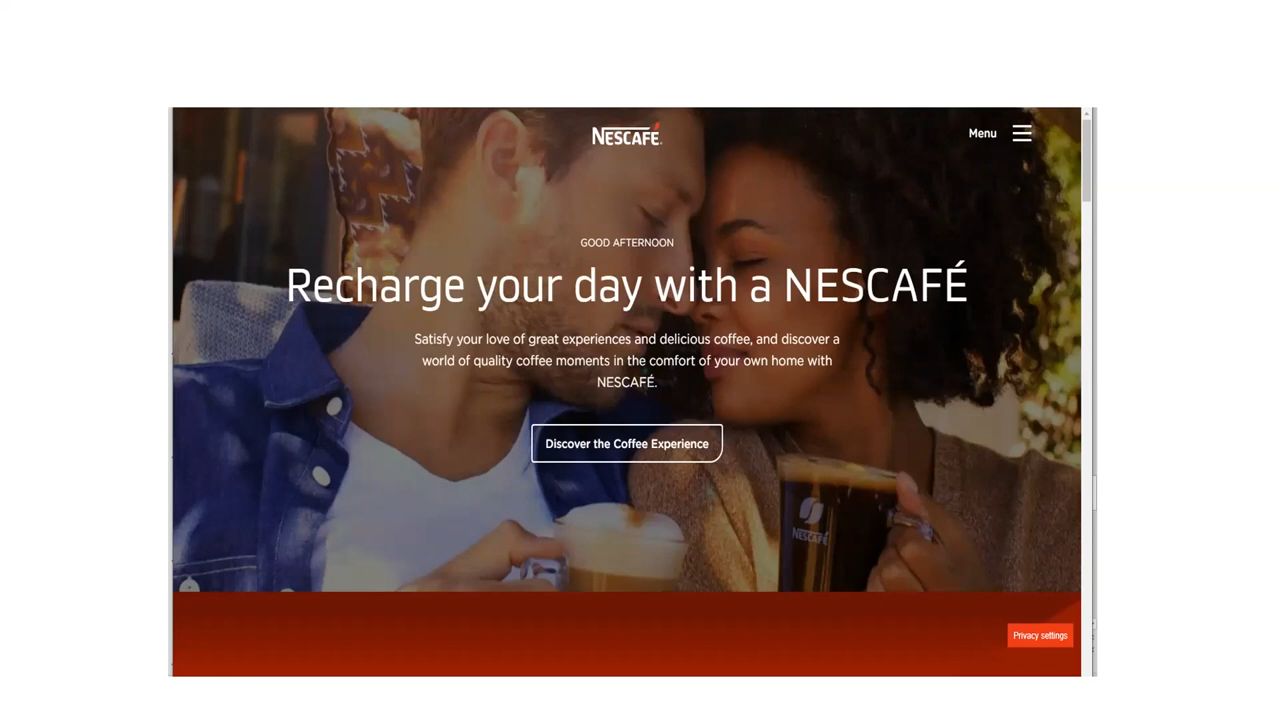 NESCAFÉ.
Menu
GOOD AFTERNOON
Recharge your day with a NESCAFÉ
Satisfy your love of great experiences and delicious coffee, and discover a
world of quality coffee moments in the comfort of your own home with
NESCAFÉ.
Discover the Coffee Experience
NESCAFÉ
Privacy settings